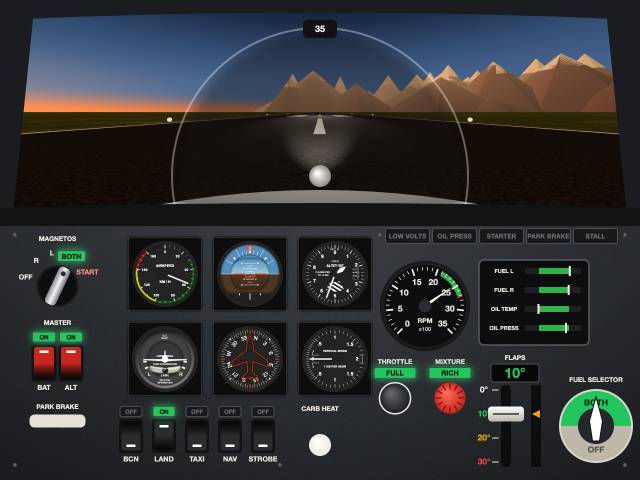 35
MAGNETOS
L BOTH
R
OFF START
MASTER
ON ON
BAT ALT
PARK BRAKE
AIRSPEED
LOW VOLTS OIL PRESS STARTER PARK BRAKE STALL
0 5 10 15 20 25 30 35
RPM
x100
FUEL L
FUEL R
OIL TEMP
OIL PRESS
THROTTLE MIXTURE
FULL RICH
FLAPS
10°
0°
10°
20°
30°
FUEL SELECTOR
BOTH
OFF
CARB HEAT
OFF ON OFF OFF OFF
BCN LAND TAXI NAV STROBE